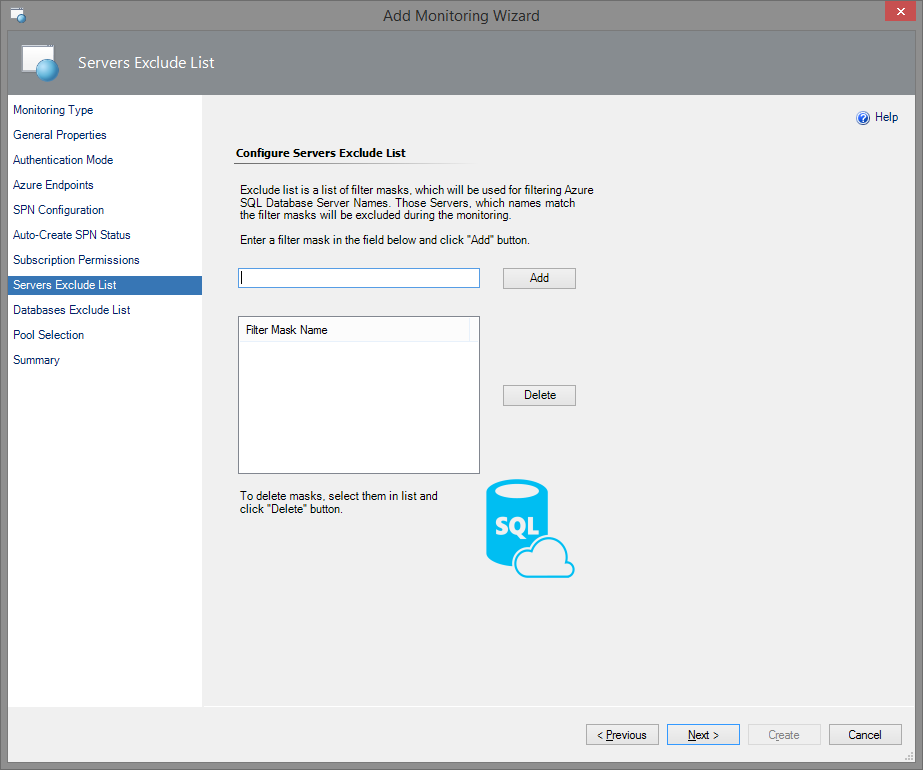 Add Monitoring Wizard
Servers Exclude List
Monitoring Type
General Properties
Authentication Mode
Azure Endpoints
SPN Configuration
Auto-Create SPN Status
Subscription Permissions
Servers Exclude List
Databases Exclude List
Pool Selection
Summary
Help
Configure Servers Exclude List
Exclude list is a list of filter masks, which will be used for filtering Azure
SQL Database Server Names. Those Servers, which names match
the filter masks will be excluded during the monitoring.
Enter a filter mask in the field below and click "Add" button.
Add
Filter Mask Name
Delete
To delete masks, select them in list and
click "Delete" button.
SQL
< Previous
Next >
Create
Cancel